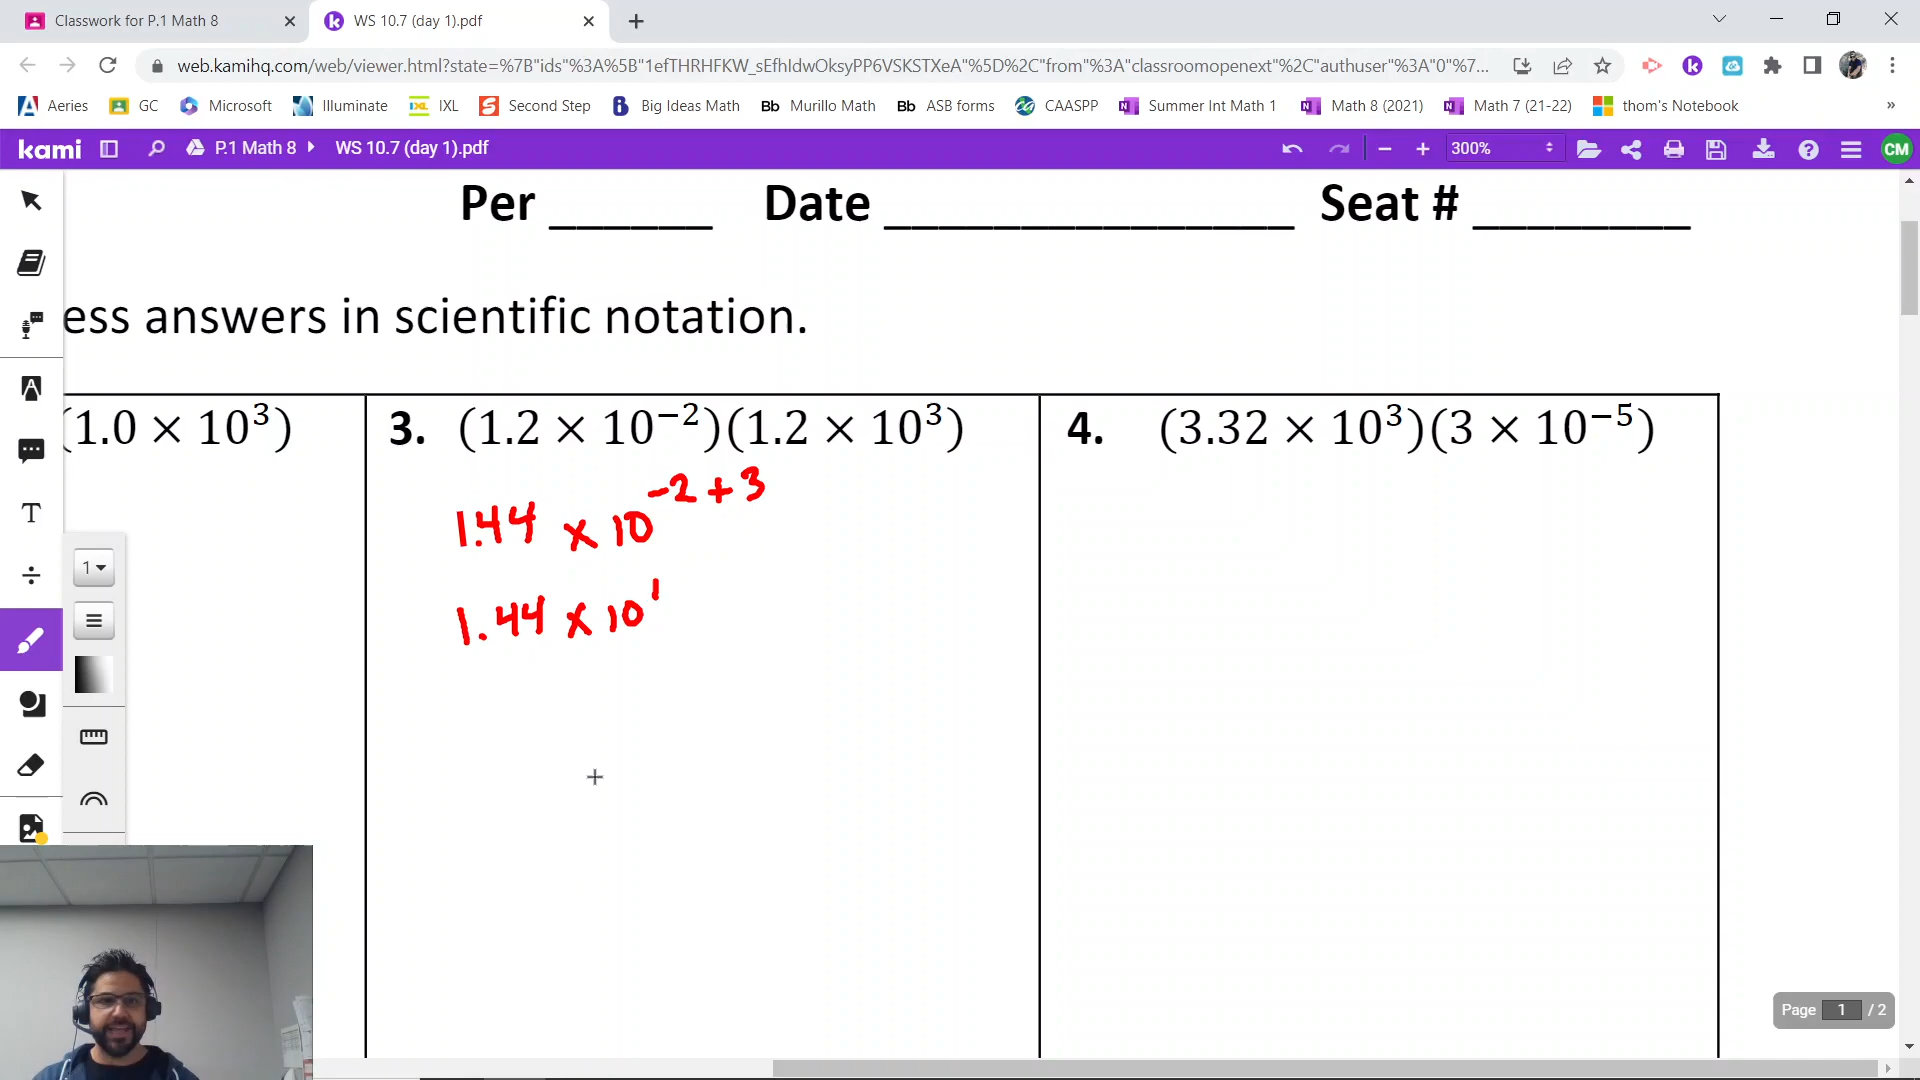 Classwork for P.1 Math 8
WS 10.7 (day 1).pdf
web.kamihq.com/web/viewer.html?state=%7B"ids"%3A%5B"1efTHRHFKW_sEfhIdwOksyPP6VSKSTXeA"%5D%2C"from"%3A"classroomopenext"%2C"authuser"%3A"0"%7...
Aeries GC Microsoft Illuminate IXL Second Step Big Ideas Math Bb Murillo Math Bb ASB forms CAASPP Summer Int Math 1 Math 8 (2021) Math 7 (21-22) thom's Notebook »
kami P.1 Math 8 WS 10.7 (day 1).pdf 300% CM
Per ______ Date _______________ Seat # ________
ess answers in scientific notation.
(1.0 × 10³)
3. (1.2 × 10⁻²)(1.2 × 10³)
4. (3.32 × 10³)(3 × 10⁻⁵)
1.44 x 10⁻²⁺³
1.44 x 10¹
1
Page 1 / 2